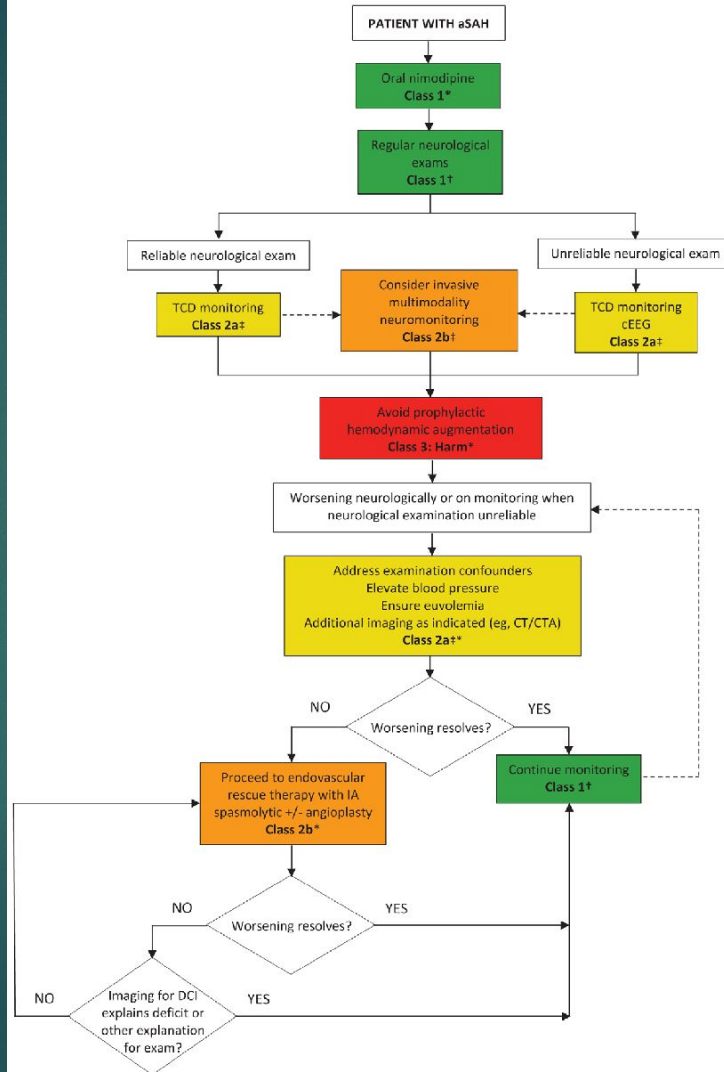 PATIENT WITH aSAH
Oral nimodipine
Class 1*
Regular neurological
exams
Class 1†
Reliable neurological exam
Unreliable neurological exam
TCD monitoring
Class 2a‡
Consider invasive
multimodality
neuromonitoring
Class 2b†
TCD monitoring
cEEG
Class 2a‡
Avoid prophylactic
hemodynamic augmentation
Class 3: Harm*
Worsening neurologically or on monitoring when
neurological examination unreliable
Address examination confounders
Elevate blood pressure
Ensure euvolemia
Additional imaging as indicated (eg, CT/CTA)
Class 2a‡*
NO
Worsening resolves?
YES
Proceed to endovascular
rescue therapy with IA
spasmolytic +/- angioplasty
Class 2b*
Continue monitoring
Class 1†
NO
Worsening resolves?
YES
NO
Imaging for DCI
explains deficit or
other explanation
for exam?
YES